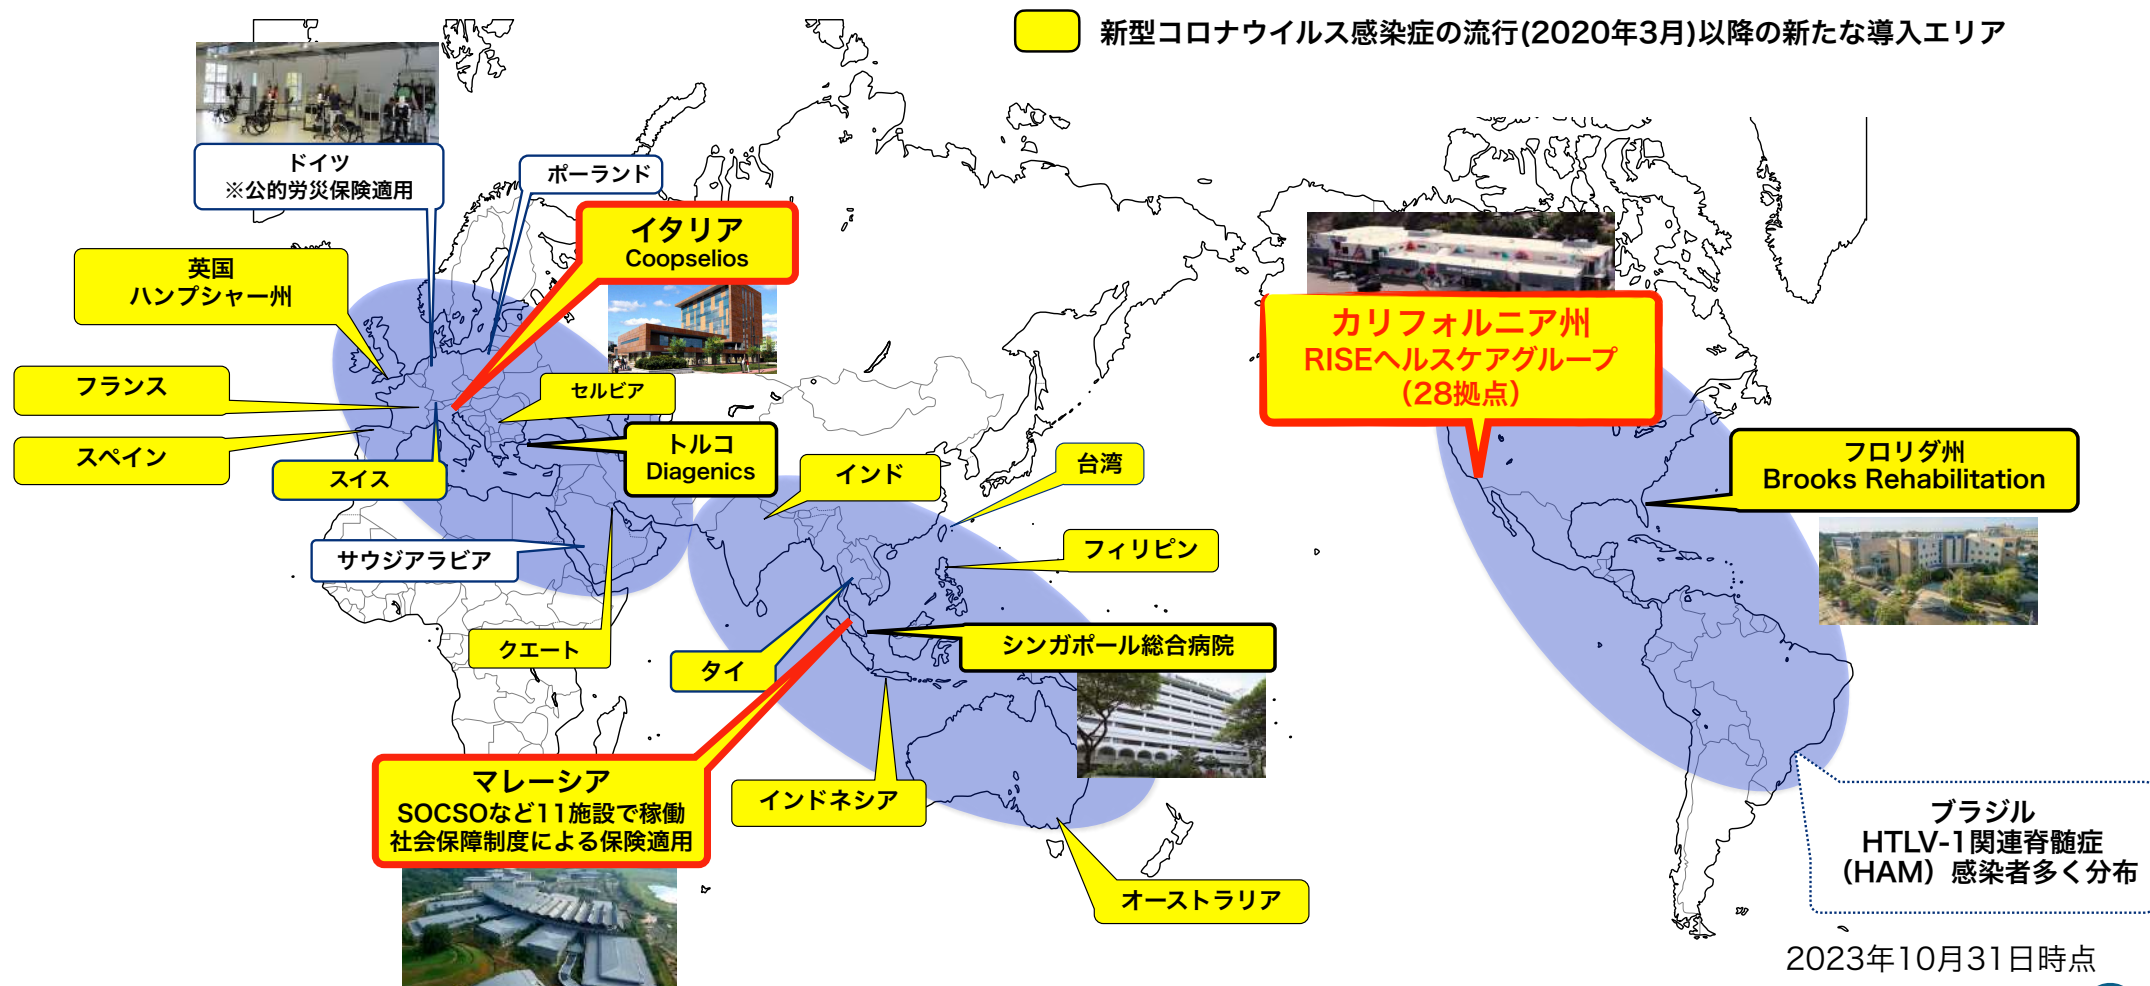 新型コロナウイルス感染症の流行(2020年3月)以降の新たな導入エリア
ドイツ
※公的労災保険適用
ポーランド
イタリア
Coopselios
英国
ハンプシャー州
カリフォルニア州
RISEヘルスケアグループ
（28拠点）
フランス
セルビア
スペイン
スイス
トルコ
Diagenics
インド
台湾
フロリダ州
Brooks Rehabilitation
サウジアラビア
フィリピン
クエート
タイ
シンガポール総合病院
マレーシア
SOCSOなど11施設で稼働
社会保障制度による保険適用
インドネシア
オーストラリア
ブラジル
HTLV-1関連脊髄症
（HAM）感染者多く分布
2023年10月31日時点